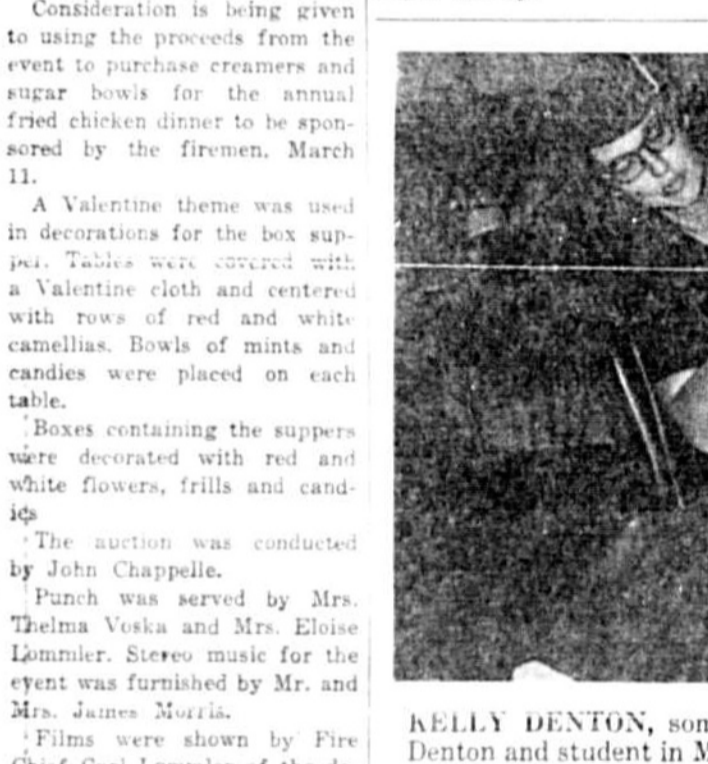 Consideration is being given
to using the proceeds from the
event to purchase creamers and
sugar bowls for the annual
fried chicken dinner to be spon-
sored by the firemen, March
11.
A Valentine theme was used
in decorations for the box sup-
per. Tables were covered with
a Valentine cloth and centered
with rows of red and white
camellias. Bowls of mints and
candies were placed on each
table.
Boxes containing the suppers
were decorated with red and
white flowers, frills and cand-
ies
The auction was conducted
by John Chappelle.
Punch was served by Mrs.
Thelma Voska and Mrs. Eloise
Lommler. Stereo music for the
event was furnished by Mr. and
Mrs. James Morris.
Films were shown by Fire
KELLY DENTON, son
Denton and student in M